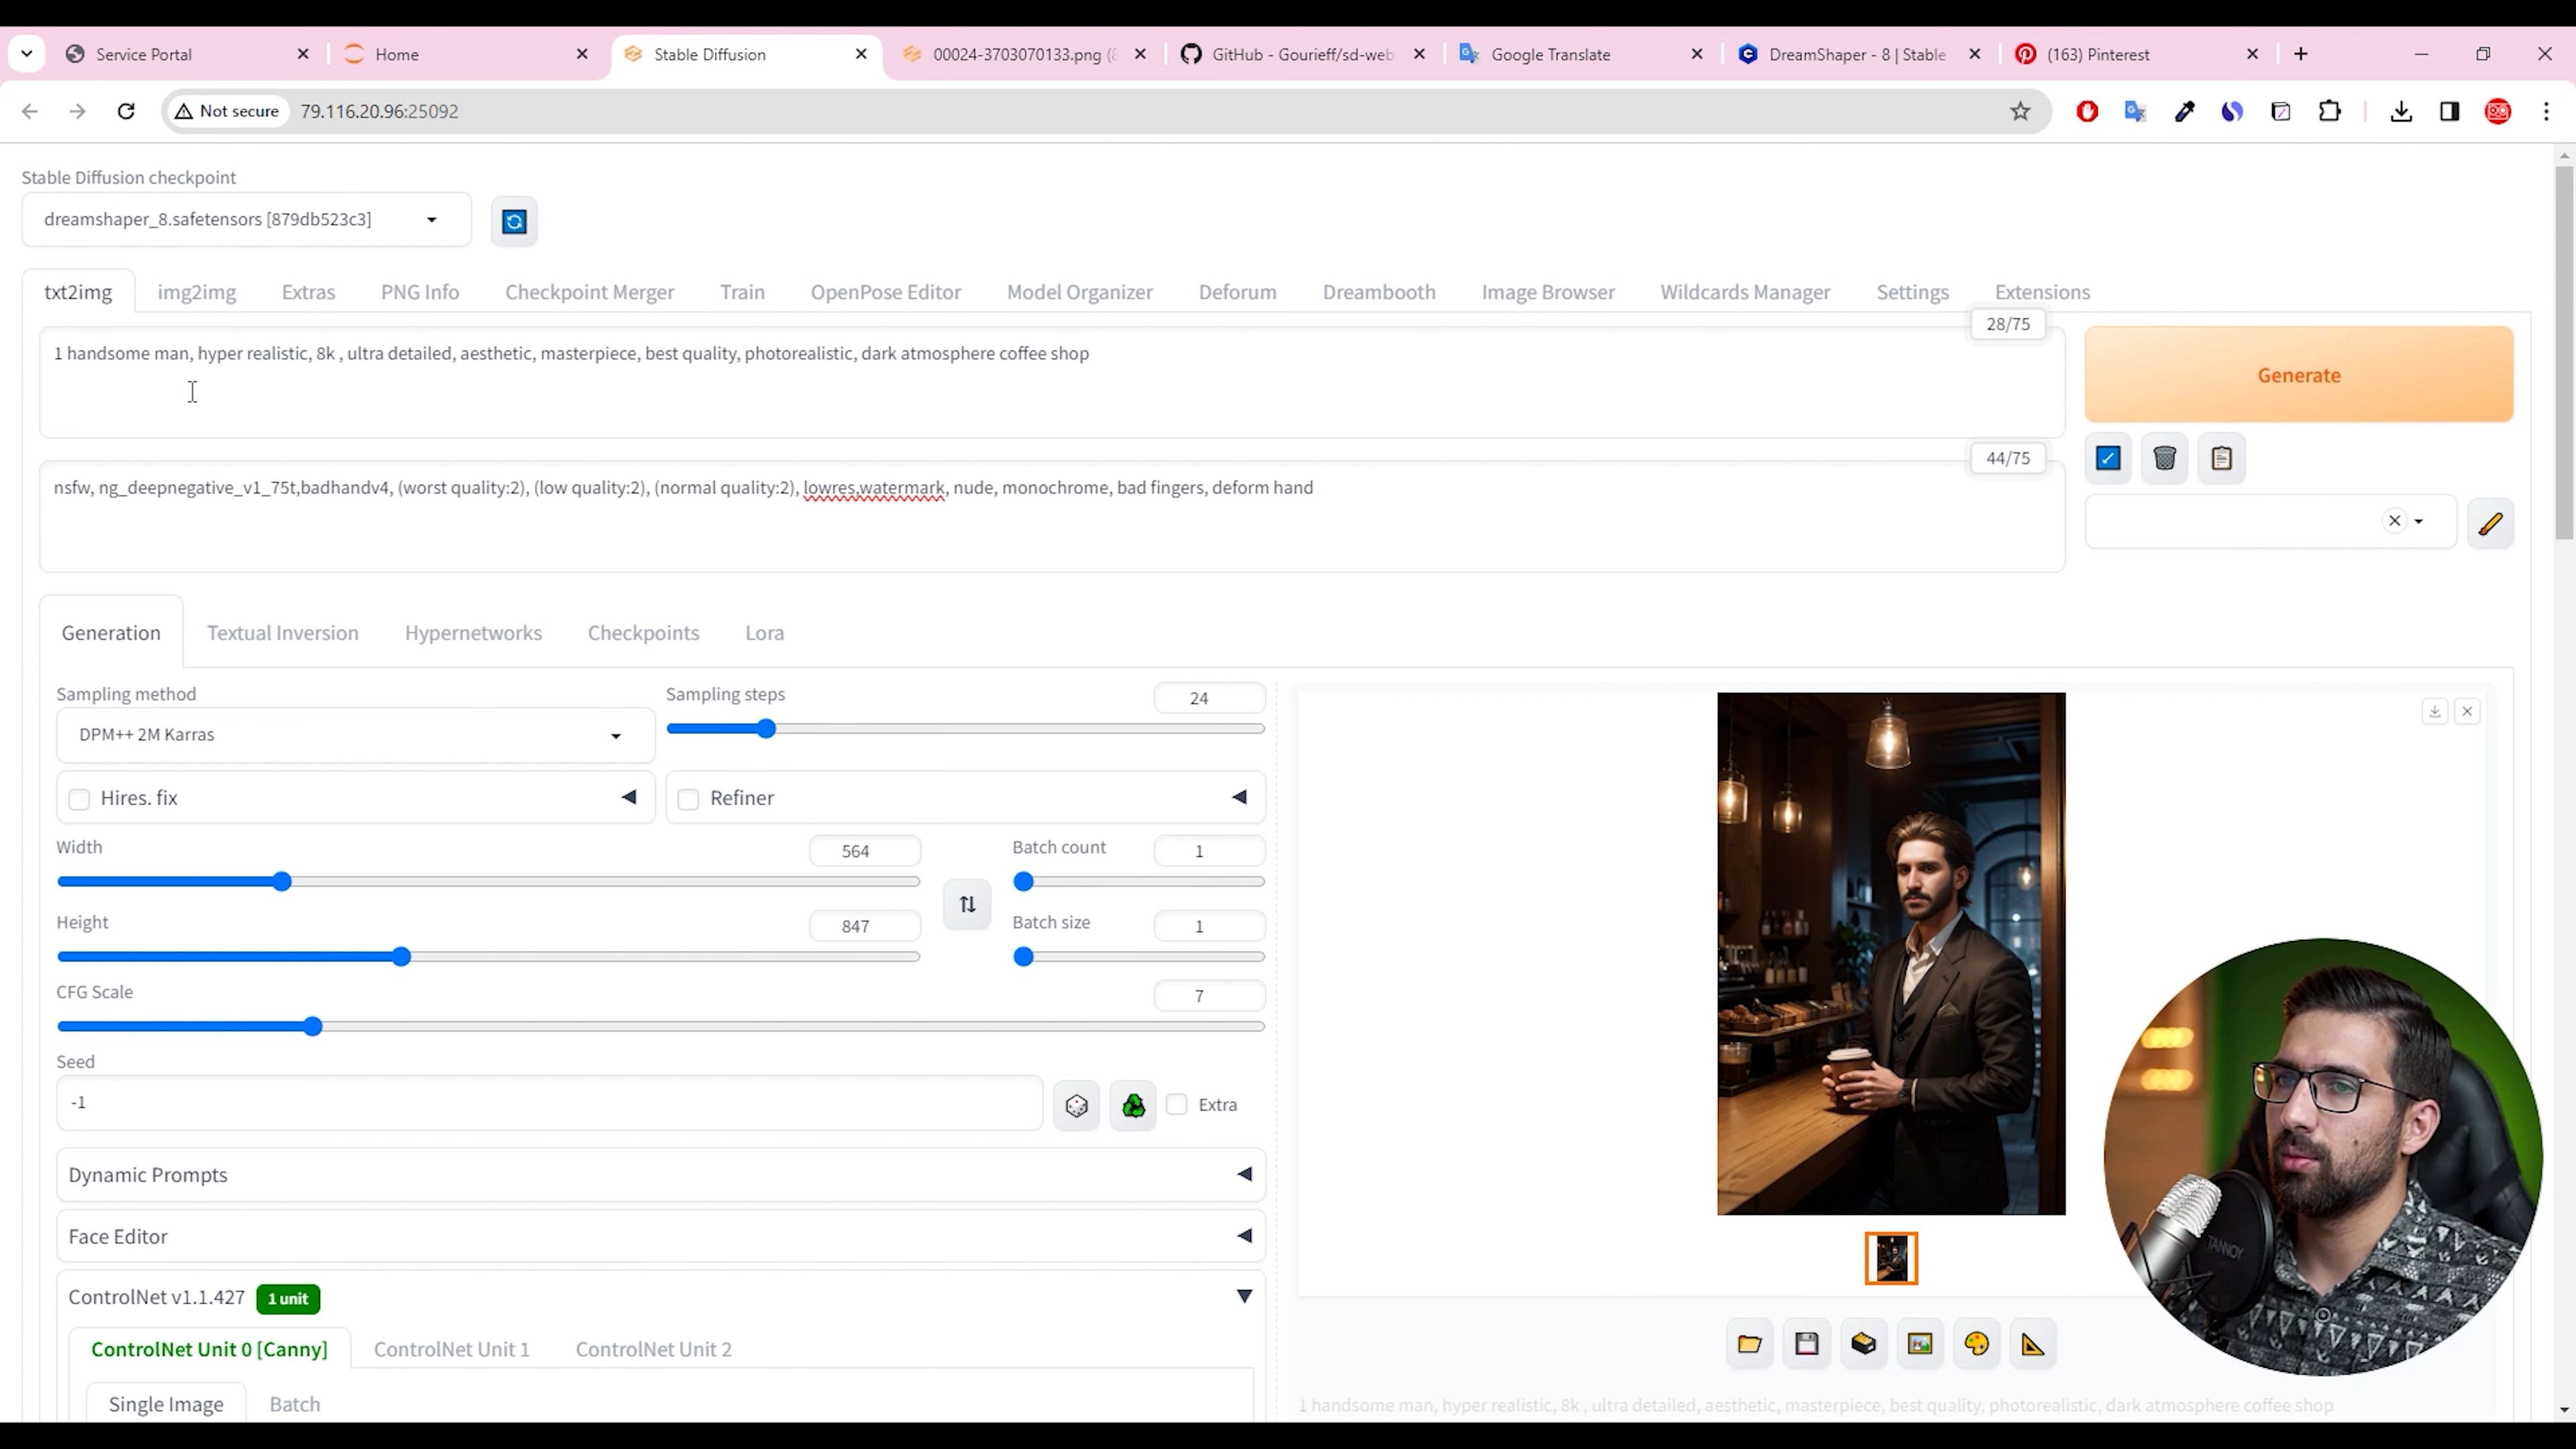 Service Portal
Home
Stable Diffusion
00024-3703070133.png (8
GitHub - Gourieff/sd-web
Google Translate
DreamShaper - 8 | Stable
(163) Pinterest
Not secure
79.116.20.96:25092
Stable Diffusion checkpoint
dreamshaper_8.safetensors [879db523c3]
txt2img
img2img
Extras
PNG Info
Checkpoint Merger
Train
OpenPose Editor
Model Organizer
Deforum
Dreambooth
Image Browser
Wildcards Manager
Settings
Extensions
28/75
1 handsome man, hyper realistic, 8k , ultra detailed, aesthetic, masterpiece, best quality, photorealistic, dark atmosphere coffee shop
Generate
44/75
nsfw, ng_deepnegative_v1_75t,badhandv4, (worst quality:2), (low quality:2), (normal quality:2), lowres,watermark, nude, monochrome, bad fingers, deform hand
Generation
Textual Inversion
Hypernetworks
Checkpoints
Lora
Sampling method
DPM++ 2M Karras
Sampling steps
24
Hires. fix
Refiner
Width
564
Batch count
1
Height
847
Batch size
1
CFG Scale
7
Seed
-1
Extra
Dynamic Prompts
Face Editor
ControlNet v1.1.427
1 unit
ControlNet Unit 0 [Canny]
ControlNet Unit 1
ControlNet Unit 2
Single Image
Batch
TANNOY
1 handsome man, hyper realistic, 8k , ultra detailed, aesthetic, masterpiece, best quality, photorealistic, dark atmosphere coffee shop